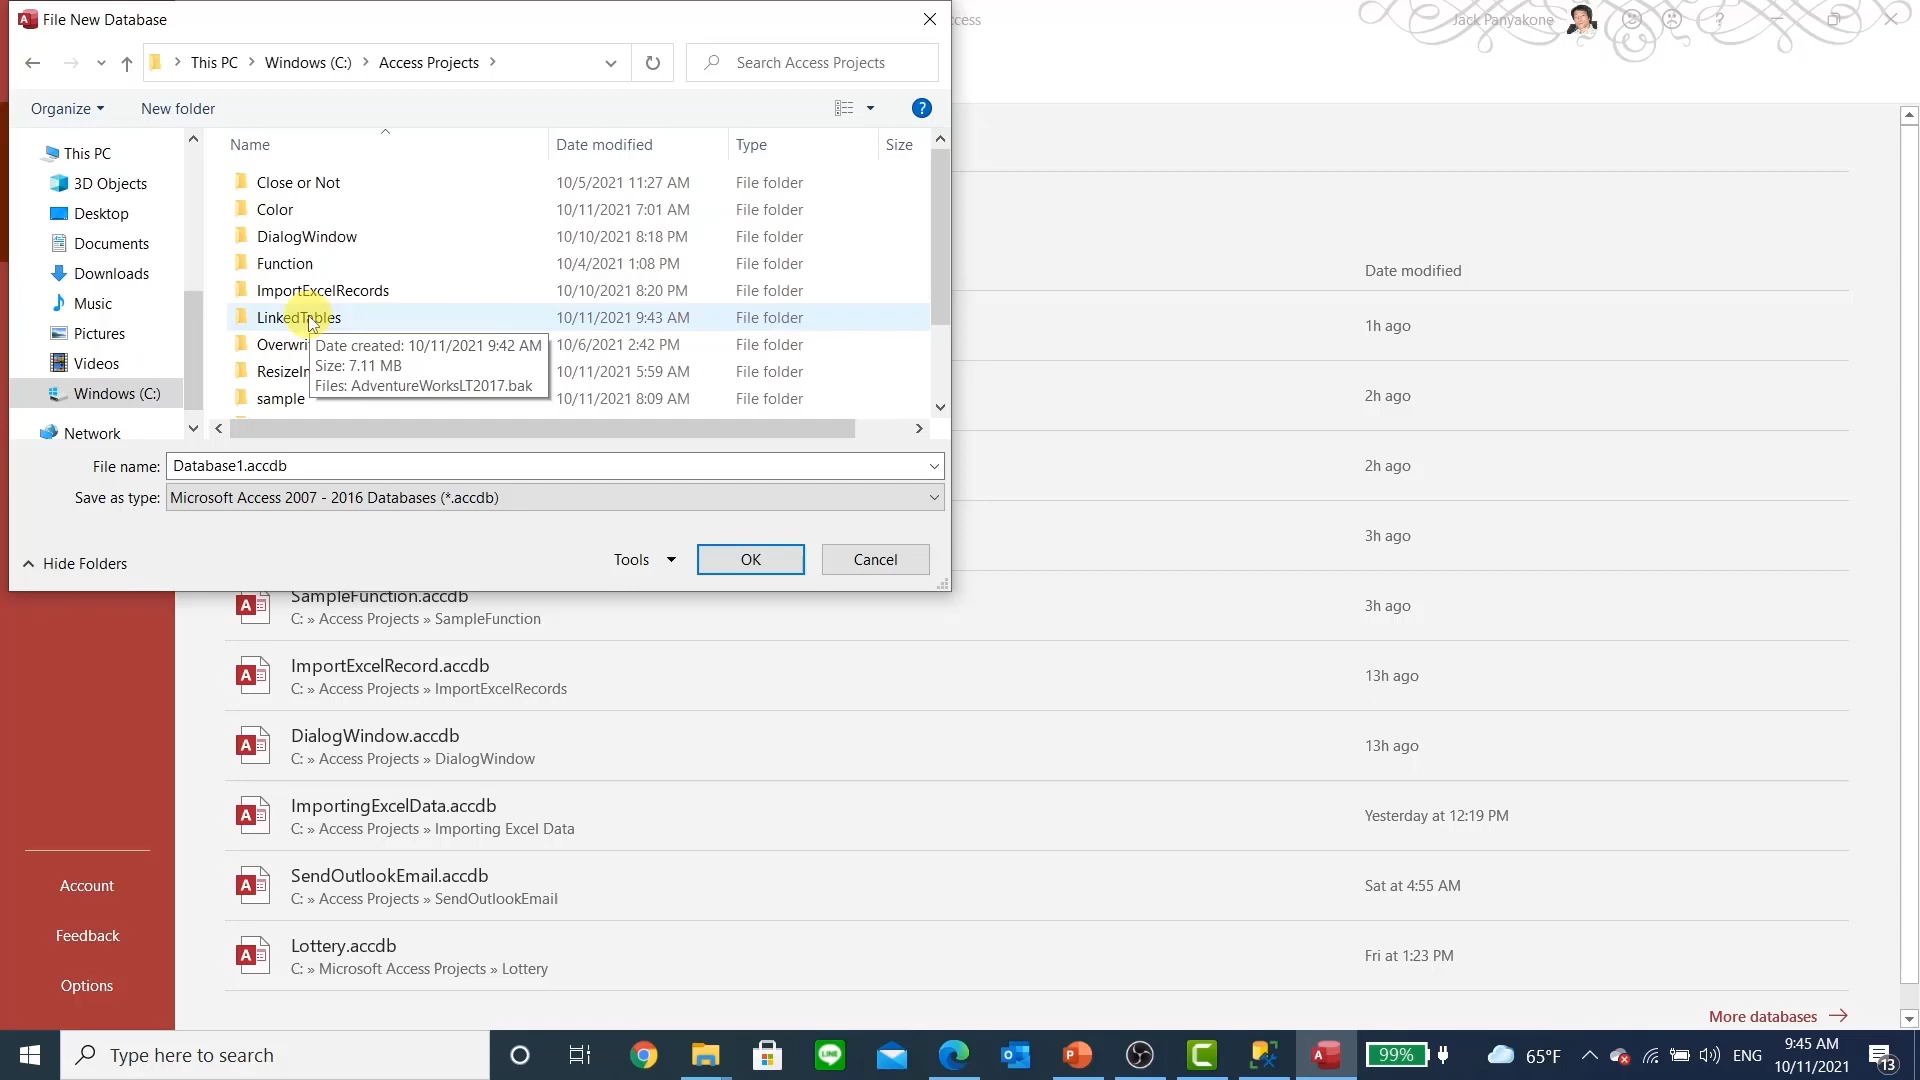 File New Database
cess
Jack Panyakone
This PC > Windows (C:) > Access Projects >
Search Access Projects
Organize
New folder
This PC
3D Objects
Desktop
Documents
Downloads
Music
Pictures
Videos
Windows (C:)
Network
Name Date modified Type Size
Close or Not 10/5/2021 11:27 AM File folder
Color 10/11/2021 7:01 AM File folder
DialogWindow 10/10/2021 8:18 PM File folder
Function 10/4/2021 1:08 PM File folder
ImportExcelRecords 10/10/2021 8:20 PM File folder
LinkedTables 10/11/2021 9:43 AM File folder
Overwri 10/6/2021 2:42 PM File folder
ResizeIn 10/11/2021 5:59 AM File folder
sample 10/11/2021 8:09 AM File folder
Date created: 10/11/2021 9:42 AM
Size: 7.11 MB
Files: AdventureWorksLT2017.bak
File name: Database1.accdb
Save as type: Microsoft Access 2007 - 2016 Databases (*.accdb)
Hide Folders
Tools
OK
Cancel
Date modified
1h ago
2h ago
2h ago
3h ago
SampleFunction.accdb
C: » Access Projects » SampleFunction
3h ago
ImportExcelRecord.accdb
C: » Access Projects » ImportExcelRecords
13h ago
DialogWindow.accdb
C: » Access Projects » DialogWindow
13h ago
ImportingExcelData.accdb
C: » Access Projects » Importing Excel Data
Yesterday at 12:19 PM
SendOutlookEmail.accdb
C: » Access Projects » SendOutlookEmail
Sat at 4:55 AM
Lottery.accdb
C: » Microsoft Access Projects » Lottery
Fri at 1:23 PM
More databases
Account
Feedback
Options
Type here to search
LINE
99%
65°F
ENG
9:45 AM
10/11/2021
13